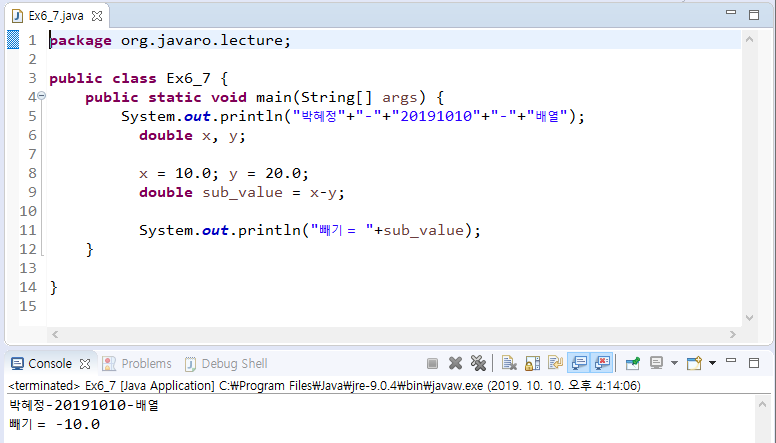 Ex6_7.java
1 package org.javaro.lecture;
2
3 public class Ex6_7 {
4 public static void main(String[] args) {
5 System.out.println("박혜정"+"-"+"20191010"+"-"+"배열");
6 double x, y;
7
8 x = 10.0; y = 20.0;
9 double sub_value = x-y;
10
11 System.out.println("빼기 = "+sub_value);
12 }
13
14 }
15
Console Problems Debug Shell
<terminated> Ex6_7 [Java Application] C:₩Program Files₩Java₩jre-9.0.4₩bin₩javaw.exe (2019. 10. 10. 오후 4:14:06)
박혜정-20191010-배열
빼기 = -10.0